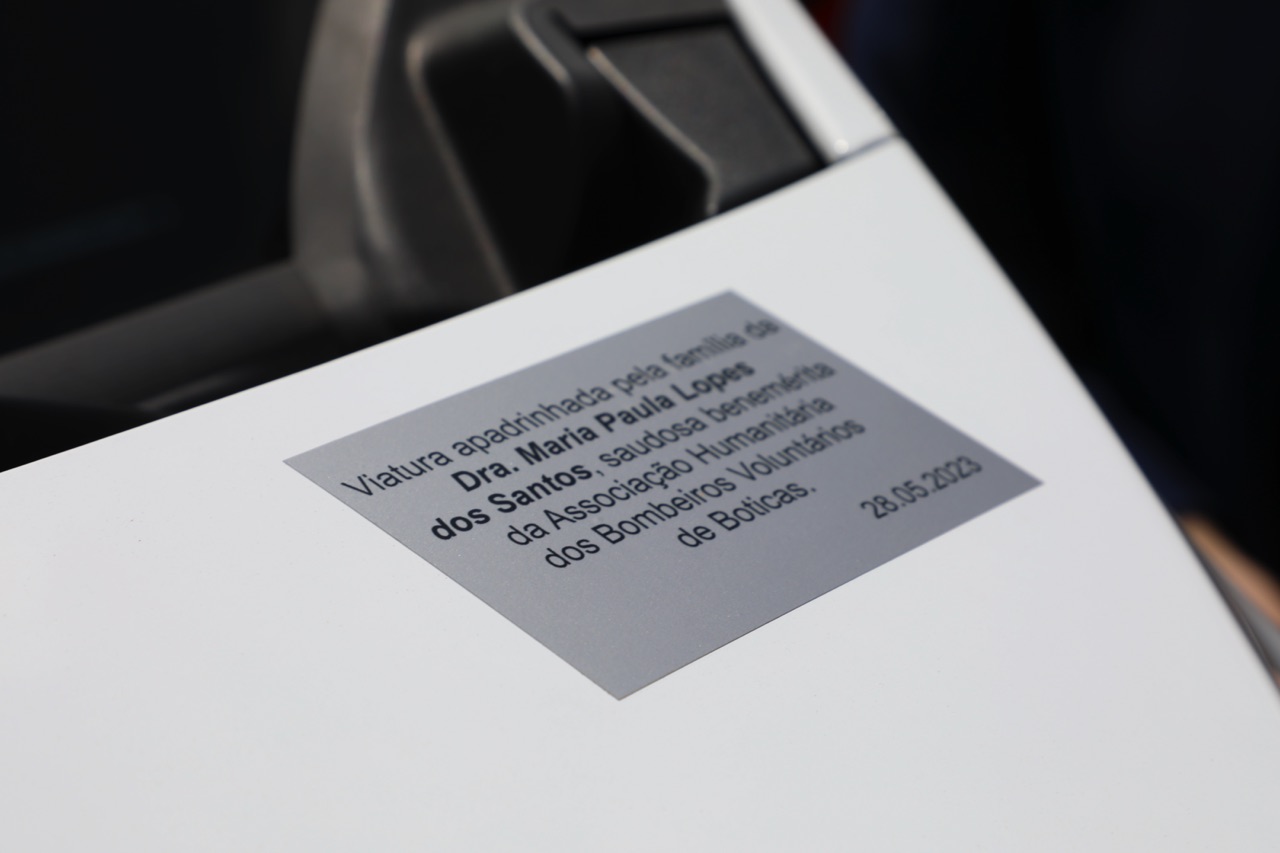 Viatura apadrinhada pela família da
Dra. Maria Paula Lopes
dos Santos, saudosa benemérita
da Associação Humanitária
dos Bombeiros Voluntários
de Boticas.
28.05.2023